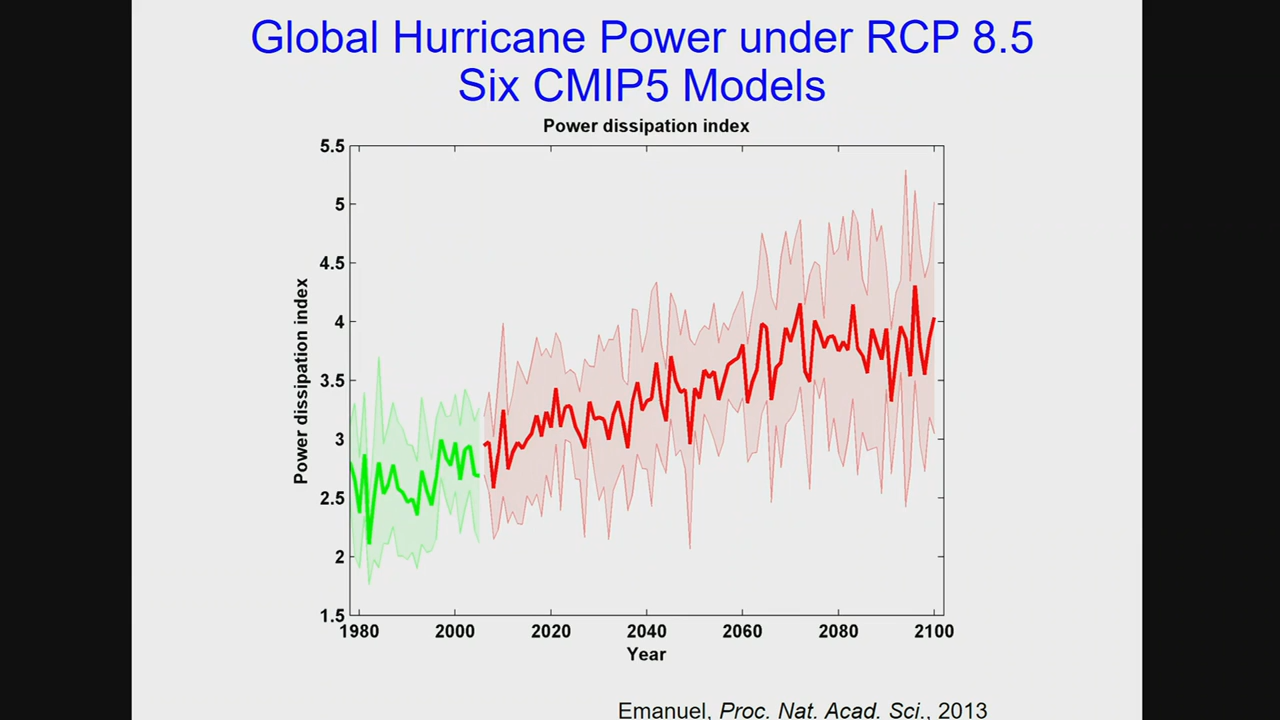 Global Hurricane Power under RCP 8.5
Six CMIP5 Models
Power dissipation index
5.5
5
4.5
4
3.5
3
2.5
2
1.5
Power dissipation index
1980 2000 2020 2040 2060 2080 2100
Year
Emanuel, Proc. Nat. Acad. Sci., 2013